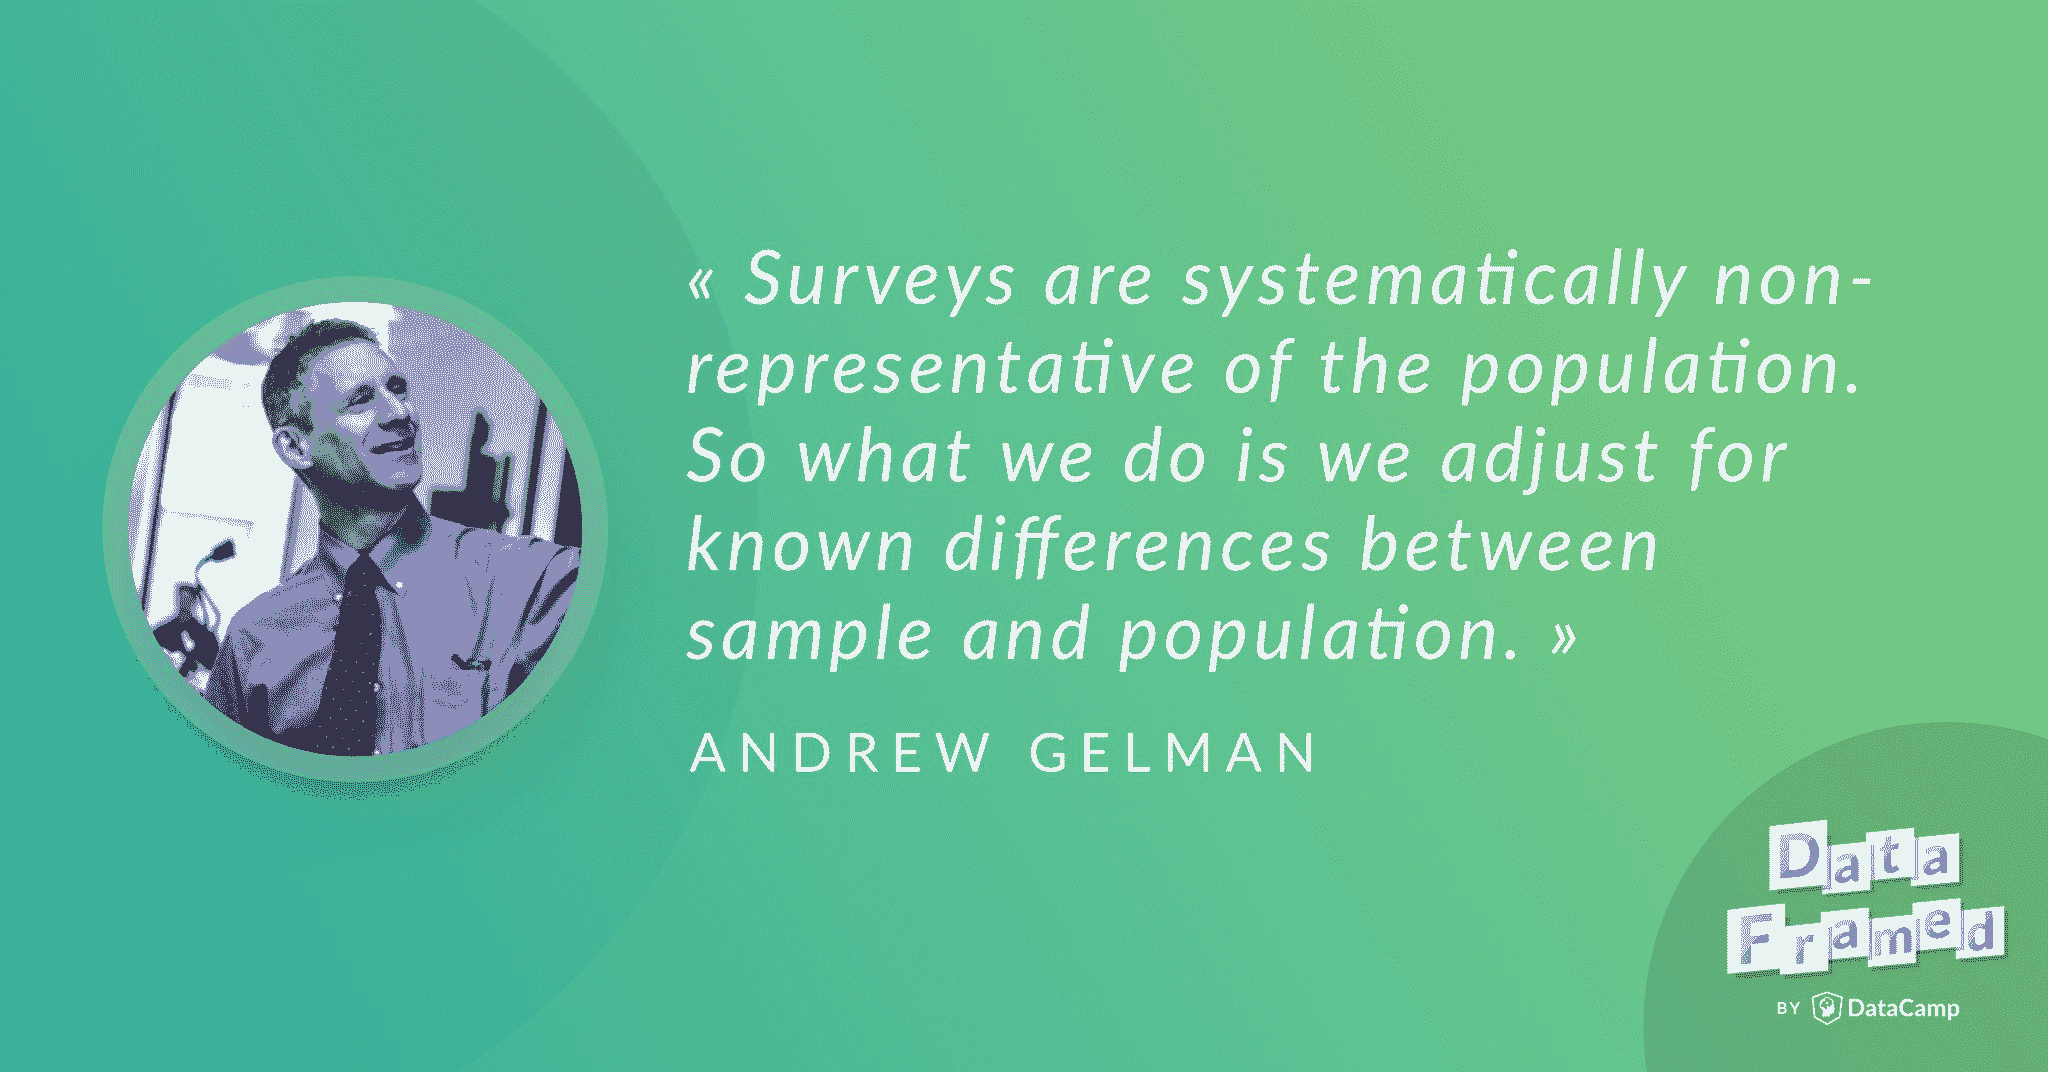 « Surveys are systematically non-
representative of the population.
So what we do is we adjust for
known differences between
sample and population. »
ANDREW GELMAN
Data
Framed
BY DataCamp